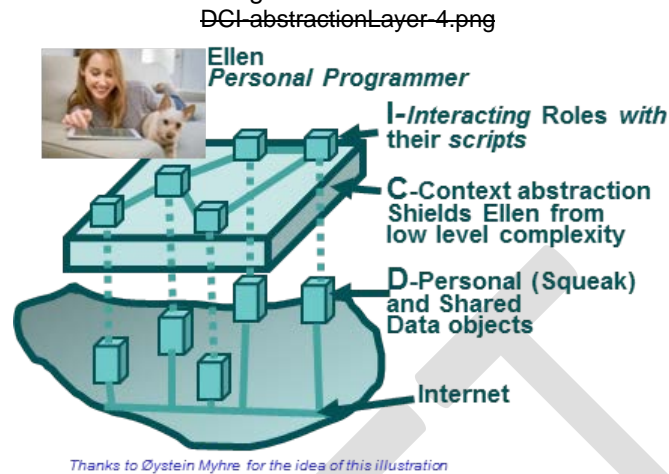 DCI-abstractionLayer-4.png
Ellen
Personal Programmer
I-Interacting Roles with
their scripts
C-Context abstraction
Shields Ellen from
low level complexity
D-Personal (Squeak)
and Shared
Data objects
Internet
Thanks to Øystein Myhre for the idea of this illustration